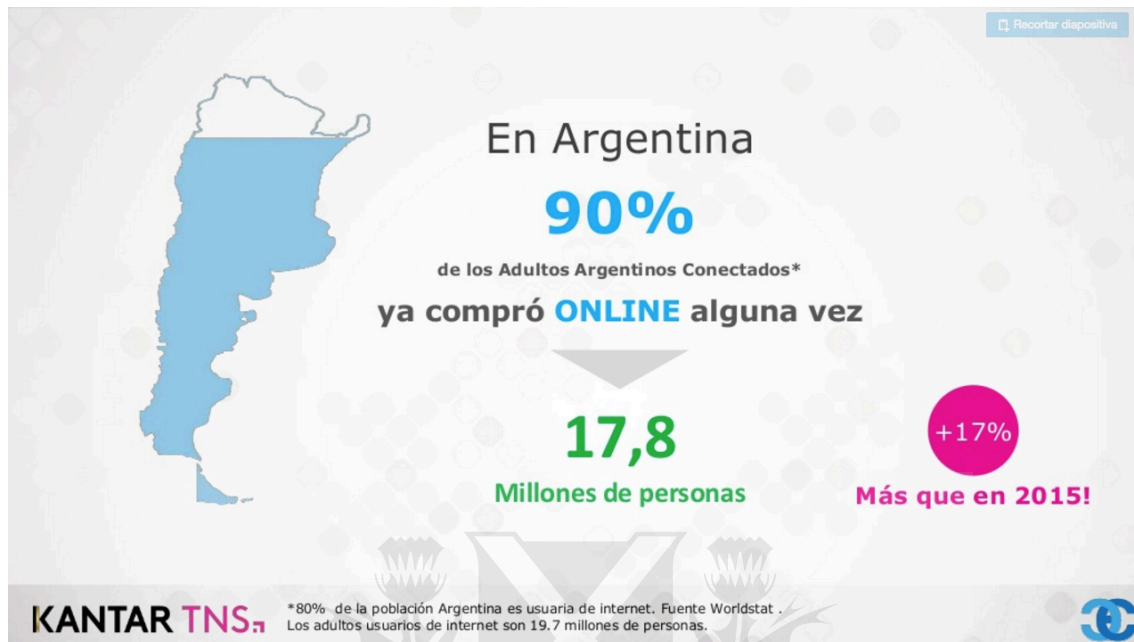 Recortar diapositiva
En Argentina
90%
de los Adultos Argentinos Conectados*
ya compró ONLINE alguna vez
17,8
Millones de personas
+17%
Más que en 2015!
KANTAR TNS
*80% de la población Argentina es usuaria de internet. Fuente Worldstat .
Los adultos usuarios de internet son 19.7 millones de personas.